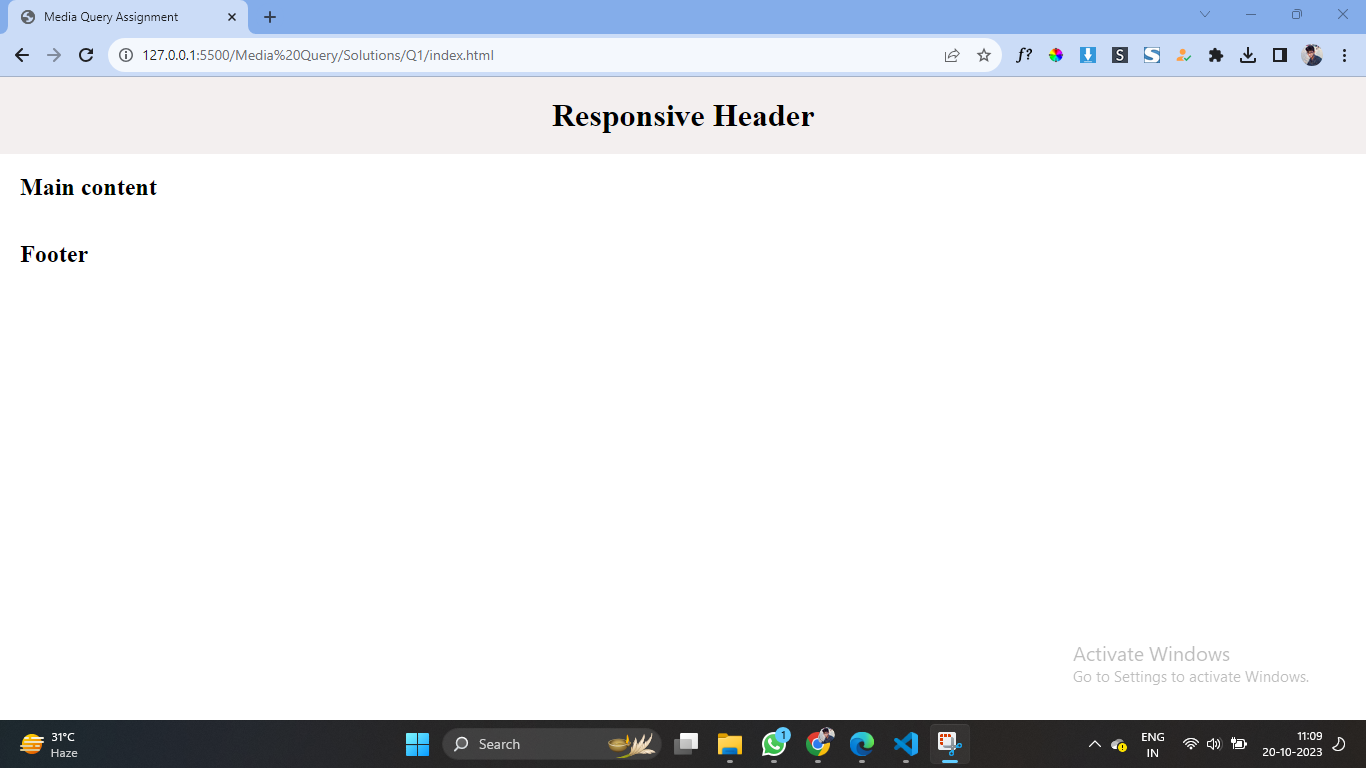 Media Query Assignment
127.0.0.1:5500/Media%20Query/Solutions/Q1/index.html
f?
S
S
Responsive Header
Main content
Footer
Activate Windows
Go to Settings to activate Windows.
31°C
Haze
Search
1
ENG
IN
11:09
20-10-2023